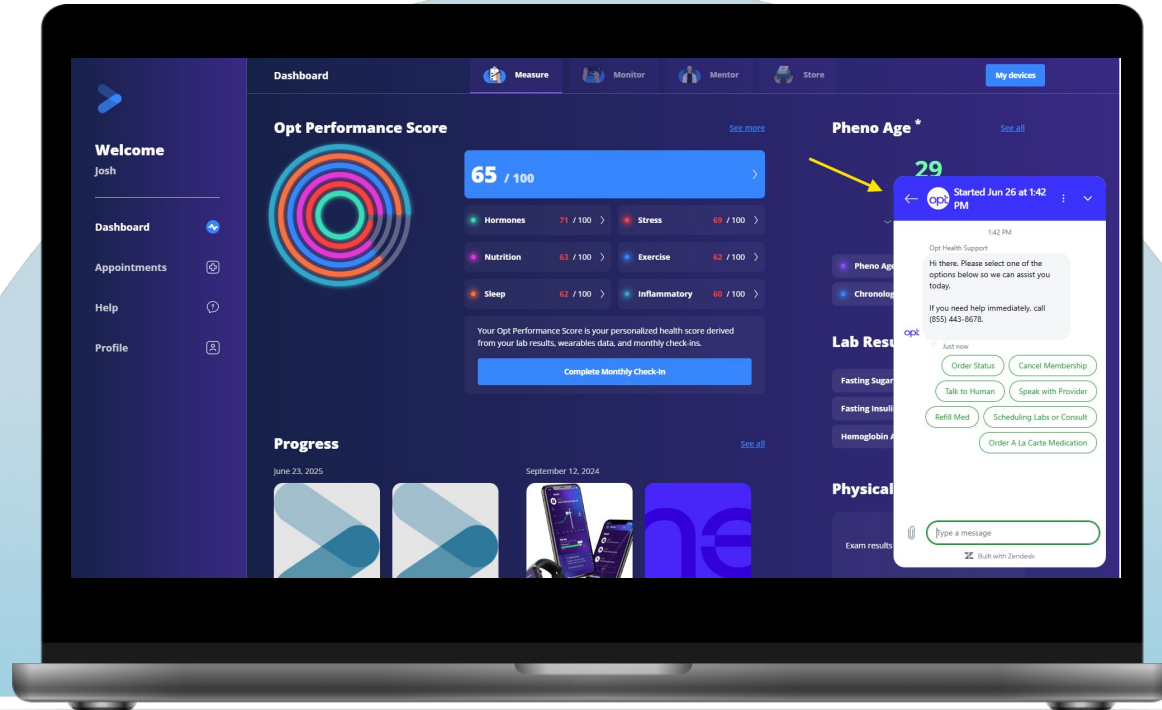 Dashboard
Measure
Monitor
Mentor
Store
My devices
Welcome
Josh
Dashboard
Appointments
Help
Profile
Opt Performance Score
See more
65 / 100
Hormones 71 / 100
Stress 69 / 100
Nutrition 63 / 100
Exercise 62 / 100
Sleep 62 / 100
Inflammatory 60 / 100
Your Opt Performance Score is your personalized health score derived
from your lab results, wearables data, and monthly check-ins.
Complete Monthly Check-In
Progress
See all
June 23, 2025
September 12, 2024
Pheno Age *
See all
29
Pheno Age
Chronolog
Lab Resu
Fasting Sugar
Fasting Insuli
Hemoglobin A
Physical
Exam results
opt
Started Jun 26 at 1:42
PM
1:42 PM
Opt Health Support
Hi there. Please select one of the
options below so we can assist you
today.
If you need help immediately, call
(855) 443-8678.
opt
Just now
Order Status
Cancel Membership
Talk to Human
Speak with Provider
Refill Med
Scheduling Labs or Consult
Order A La Carte Medication
Type a message
Built with Zendesk